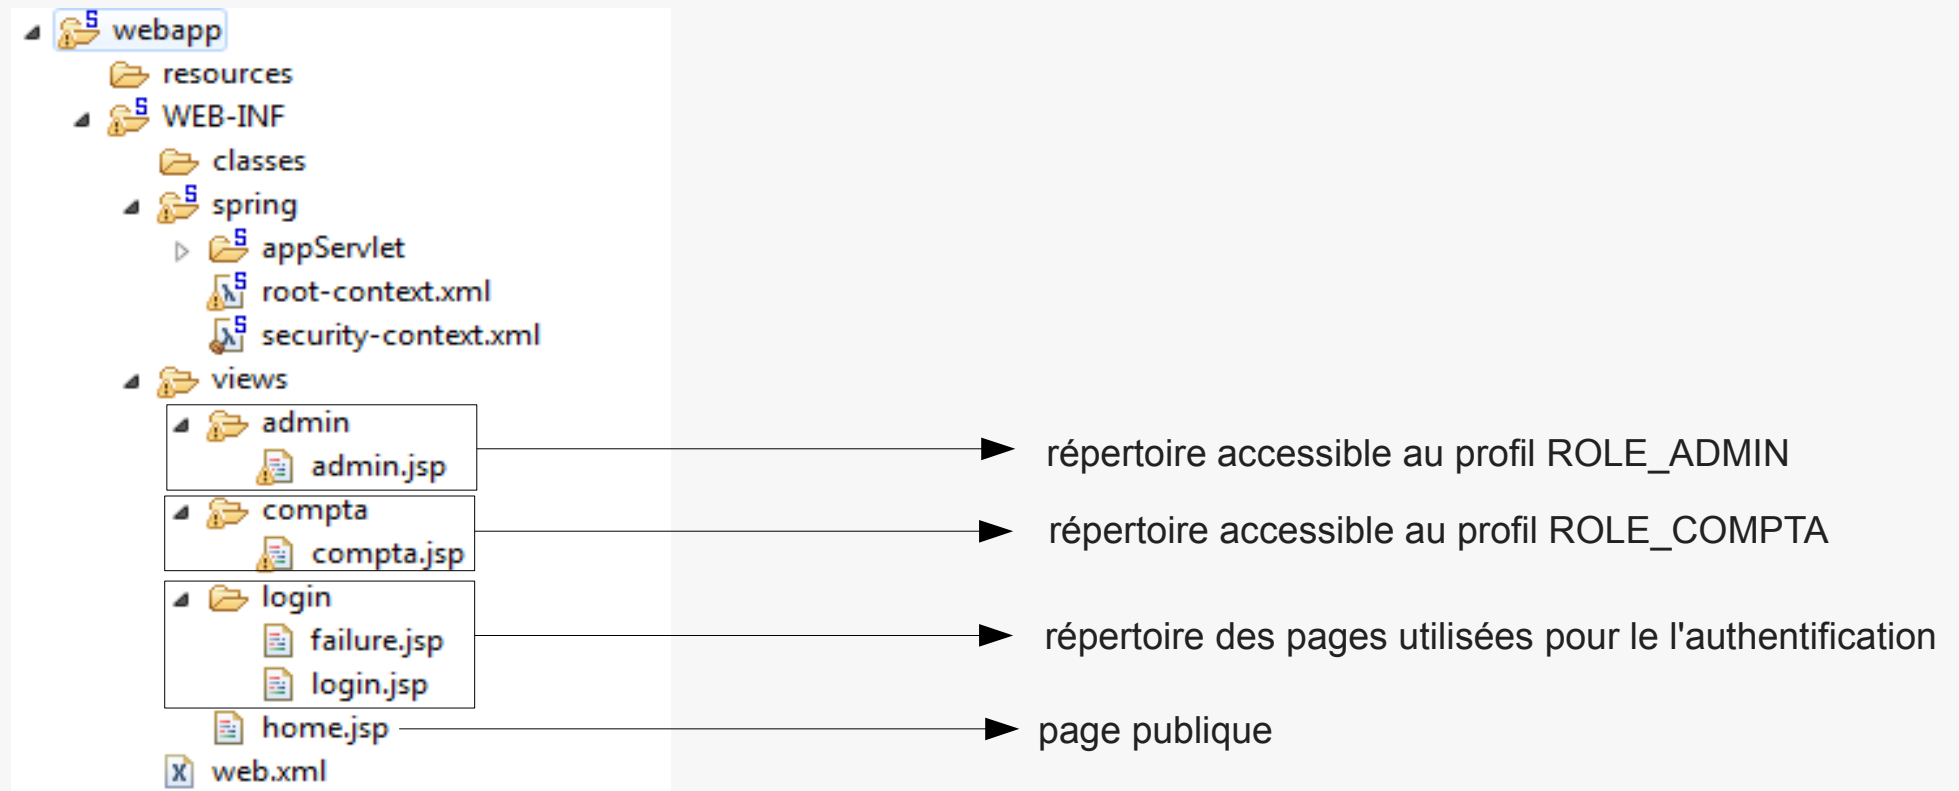 webapp
resources
WEB-INF
classes
spring
appServlet
root-context.xml
security-context.xml
views
admin
admin.jsp
répertoire accessible au profil ROLE_ADMIN
compta
compta.jsp
répertoire accessible au profil ROLE_COMPTA
login
failure.jsp
répertoire des pages utilisées pour le l'authentification
login.jsp
home.jsp
page publique
web.xml